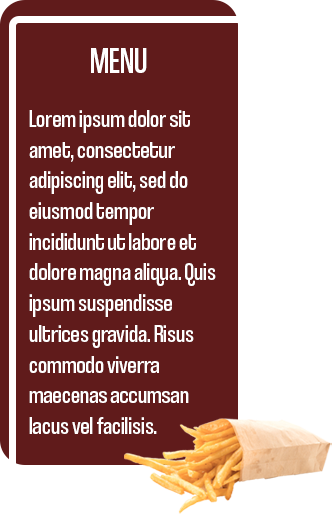 MENU
Lorem ipsum dolor sit
amet, consectetur
adipiscing elit, sed do
eiusmod tempor
incididunt ut labore et
dolore magna aliqua. Quis
ipsum suspendisse
ultrices gravida. Risus
commodo viverra
maecenas accumsan
lacus vel facilisis.